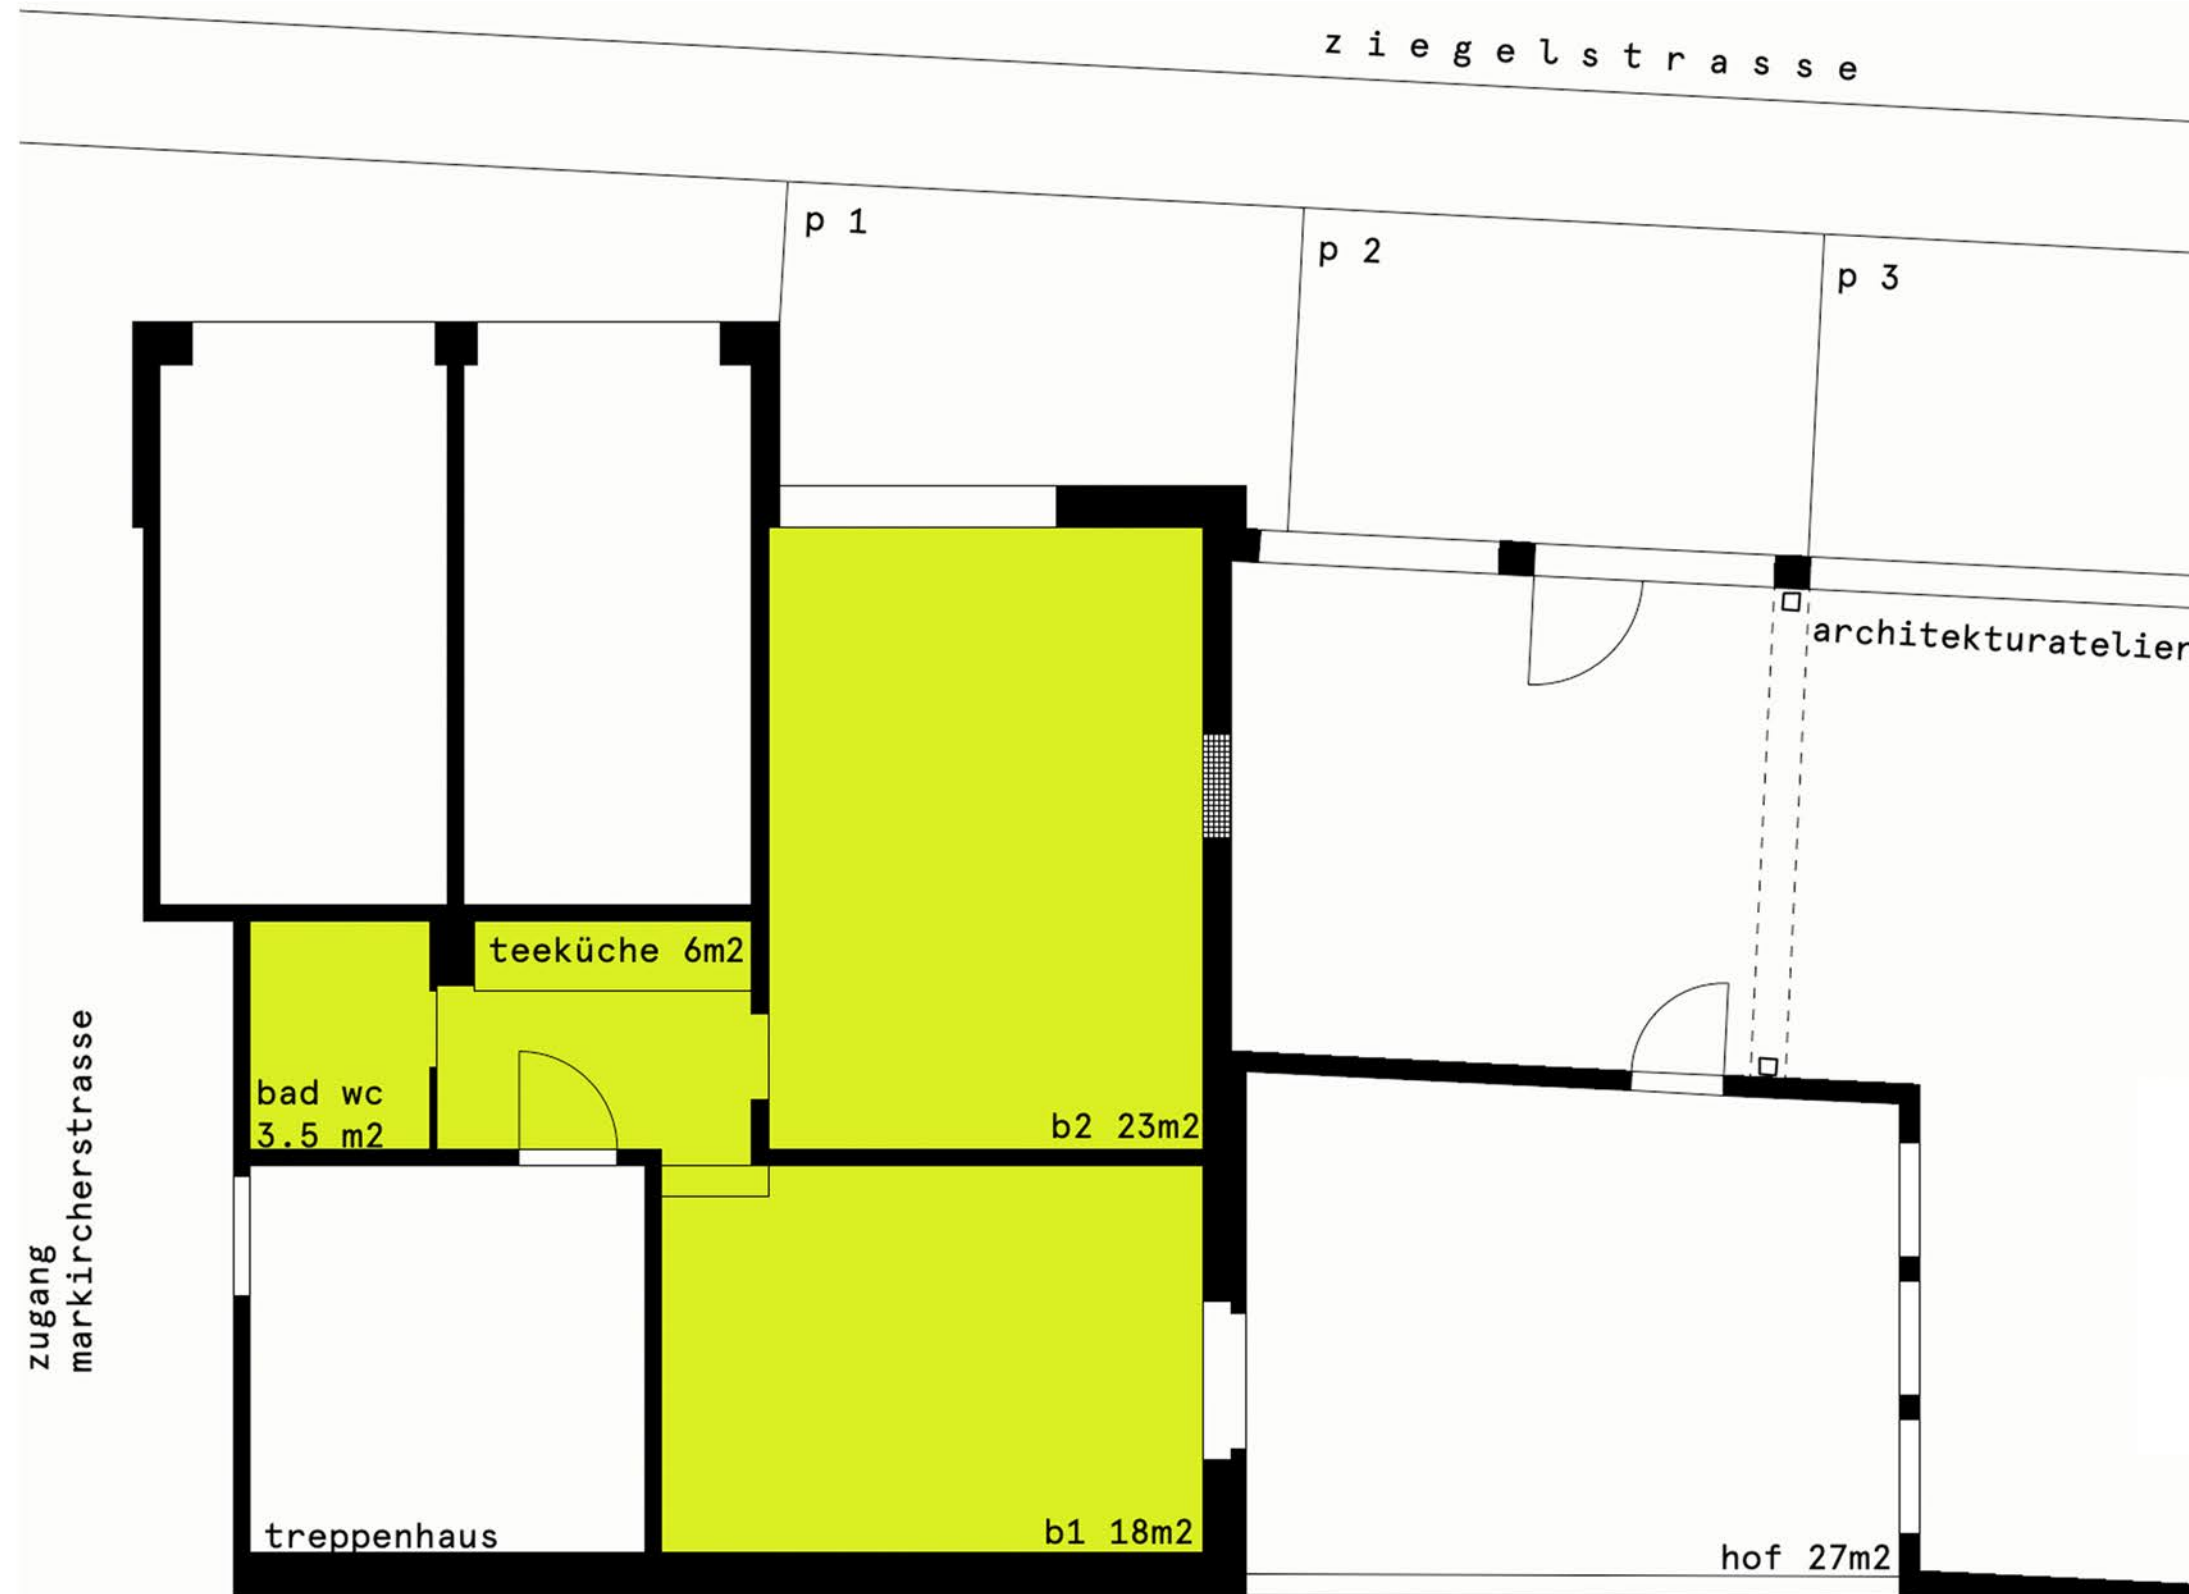 ziegelstrasse
p 1
p 2
p 3
architekturatelier
teeküche 6m2
bad wc
3.5 m2
b2 23m2
zugang
markircherstrasse
treppenhaus
b1 18m2
hof 27m2